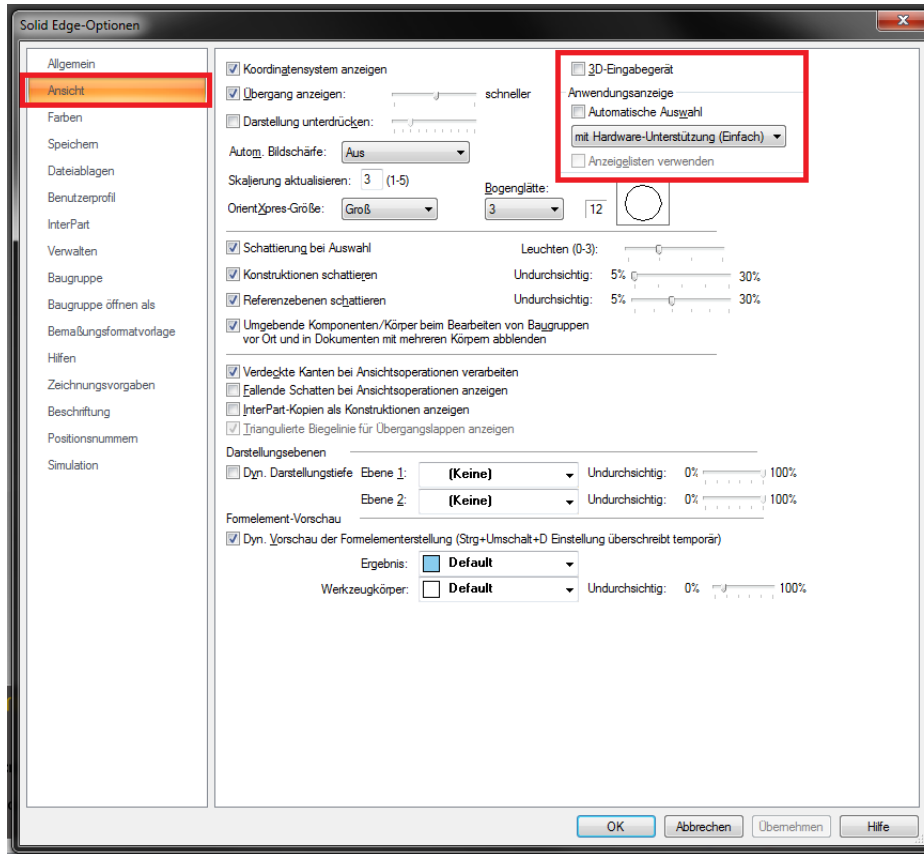 Solid Edge-Optionen
Allgemein
Ansicht
Farben
Speichern
Dateiablagen
Benutzerprofil
InterPart
Verwalten
Baugruppe
Baugruppe öffnen als
Bemaßungsformatvorlage
Hilfen
Zeichnungsvorgaben
Beschriftung
Positionsnummern
Simulation
Koordinatensystem anzeigen
Übergang anzeigen: schneller
Darstellung unterdrücken:
Autom. Bildschärfe: Aus
Skalierung aktualisieren: 3 (1-5)
OrientXpres-Größe: Groß
Bogenglätte:
3 12
3D-Eingabegerät
Anwendungsanzeige
Automatische Auswahl
mit Hardware-Unterstützung (Einfach)
Anzeigelisten verwenden
Schattierung bei Auswahl Leuchten (0-3):
Konstruktionen schattieren Undurchsichtig: 5% 30%
Referenzebenen schattieren Undurchsichtig: 5% 30%
Umgebende Komponenten/Körper beim Bearbeiten von Baugruppen
vor Ort und in Dokumenten mit mehreren Körpern abblenden
Verdeckte Kanten bei Ansichtsoperationen verarbeiten
Fallende Schatten bei Ansichtsoperationen anzeigen
InterPart-Kopien als Konstruktionen anzeigen
Triangulierte Biegelinie für Übergangslappen anzeigen
Darstellungsebenen
Dyn. Darstellungstiefe Ebene 1: (Keine) Undurchsichtig: 0% 100%
Ebene 2: (Keine) Undurchsichtig: 0% 100%
Formelement-Vorschau
Dyn. Vorschau der Formelementerstellung (Strg+Umschalt+D Einstellung überschreibt temporär)
Ergebnis: Default
Werkzeugkörper: Default Undurchsichtig: 0% 100%
OK Abbrechen Übernehmen Hilfe